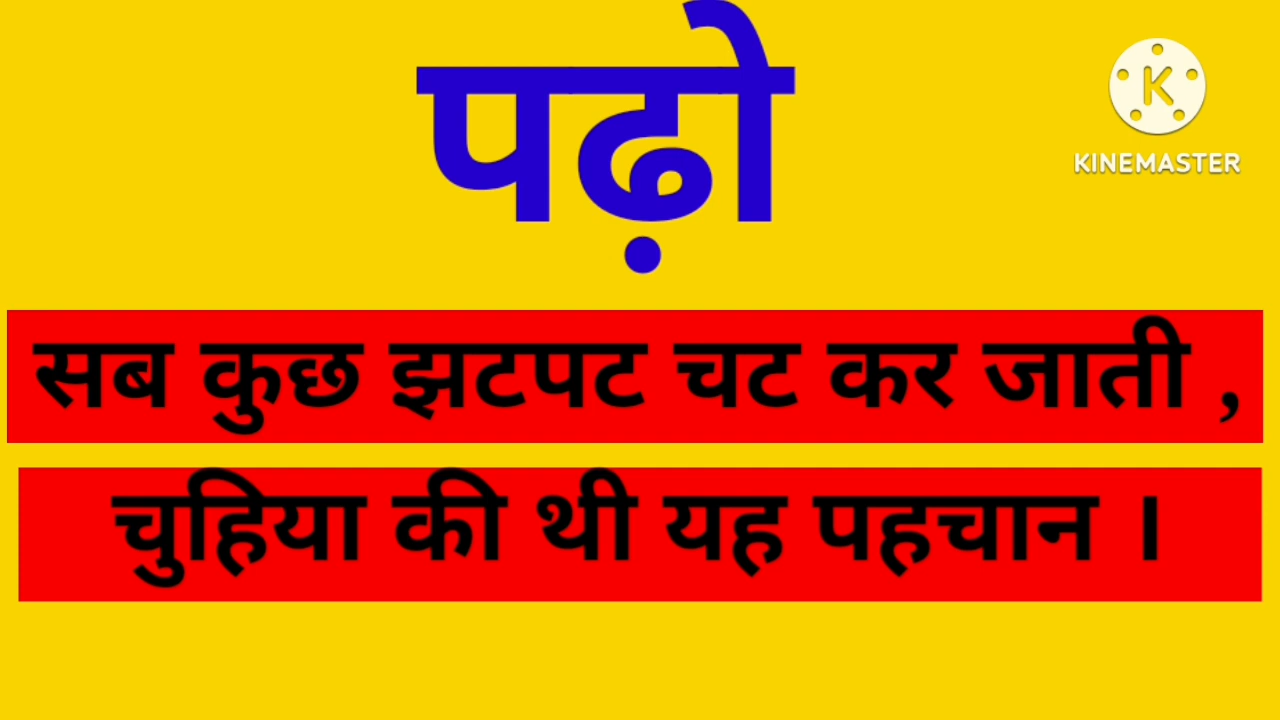 पढ़ो
K
KINEMASTER
सब कुछ झटपट चट कर जाती ,
चुहिया की थी यह पहचान ।